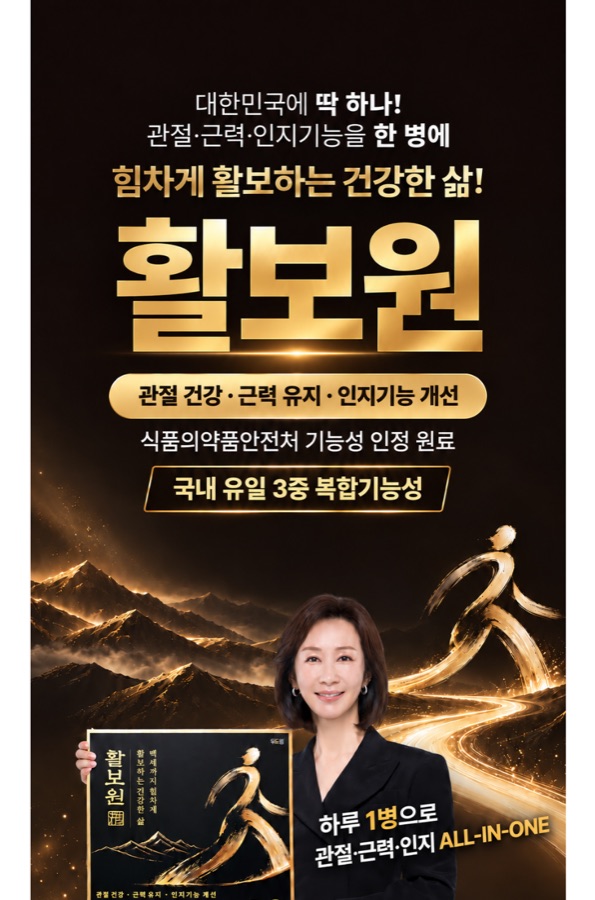 대한민국에 딱 하나!
관절·근력·인지기능을 한 병에
힘차게 활보하는 건강한 삶!
활보원
관절 건강 · 근력 유지 · 인지기능 개선
식품의약품안전처 기능성 인정 원료
국내 유일 3중 복합기능성
활보원
백세까지 힘차게
활보하는 건강한 삶
관절 건강 · 근력 유지 · 인지기능 개선
하루 1병으로
관절·근력·인지 ALL-IN-ONE